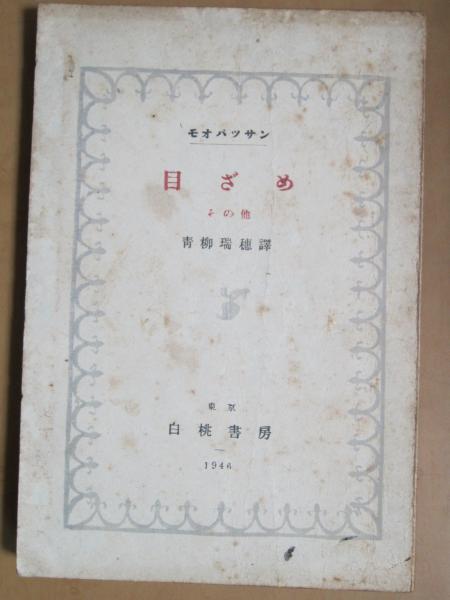 モオパッサン
目ざめ
その他
青柳瑞穂譯
東京
白桃書房
1946